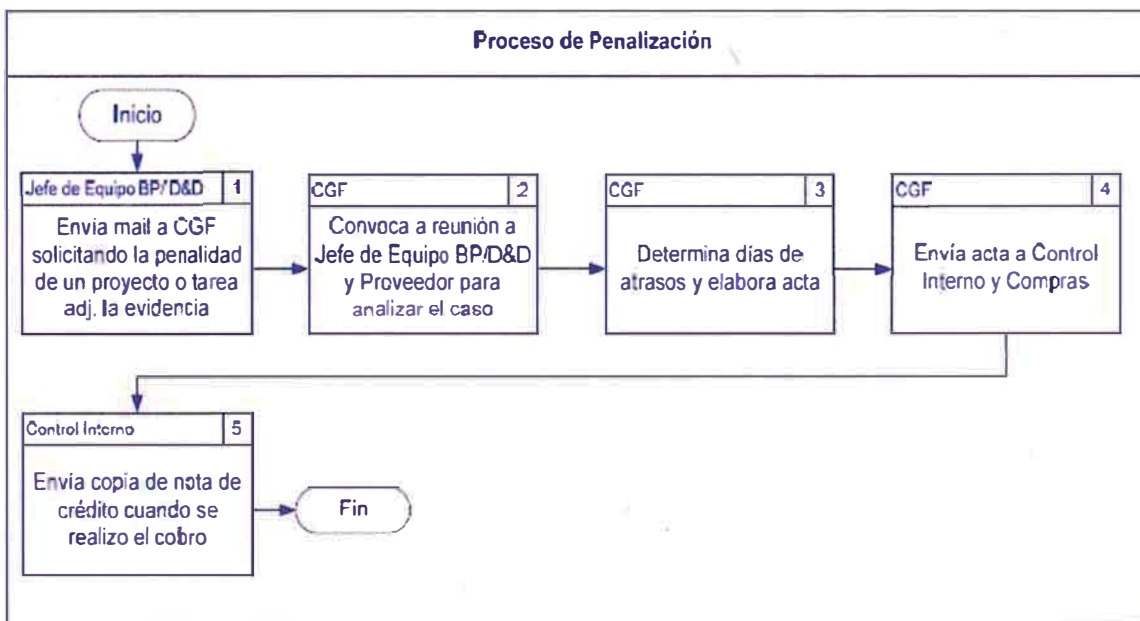 Proceso de Penalización
Inicio
Jefe de Equipo BP/D&D 1
Envía mail a CGF
solicitando la penalidad
de un proyecto o tarea
adj. la evidencia
CGF 2
Convoca a reunión a
Jefe de Equipo BP/D&D
y Proveedor para
analizar el caso
CGF 3
Determina días de
atrasos y elabora acta
CGF 4
Envía acta a Control
Interno y Compras
Control Interno 5
Envía copia de nota de
crédito cuando se
realizo el cobro
Fin